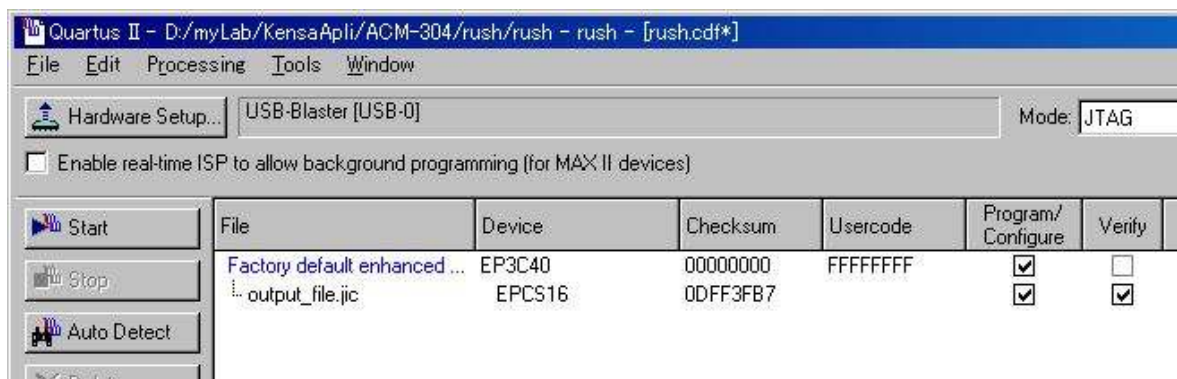 Quartus II - D:/myLab/KensaApli/ACM-304/rush/rush - rush - [rush.cdf*]
File Edit Processing Tools Window
Hardware Setup... USB-Blaster [USB-0] Mode: JTAG
Enable real-time ISP to allow background programming (for MAX II devices)
Start File Device Checksum Usercode Program/ Configure Verify
Factory default enhanced ... EP3C40 00000000 FFFFFFFF
Stop
output_file.jic EPCS16 0DFF3FB7
Auto Detect